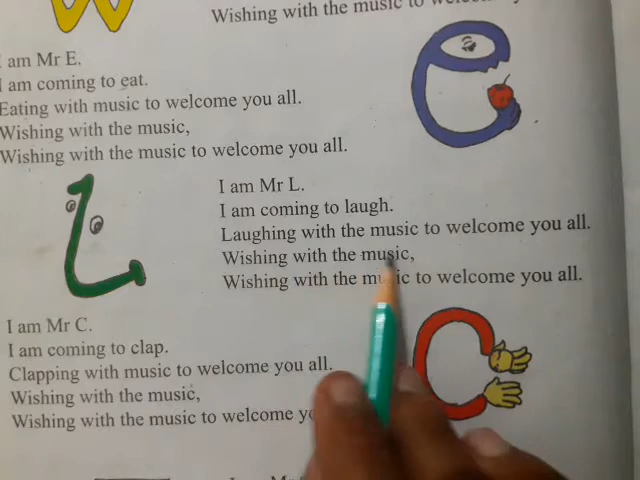 Wishing with the music to
I am Mr E.
I am coming to eat.
Eating with music to welcome you all.
Wishing with the music,
Wishing with the music to welcome you all.
I am Mr L.
I am coming to laugh.
Laughing with the music to welcome you all.
Wishing with the music,
Wishing with the music to welcome you all.
I am Mr C.
I am coming to clap.
Clapping with music to welcome you all.
Wishing with the music,
Wishing with the music to welcome